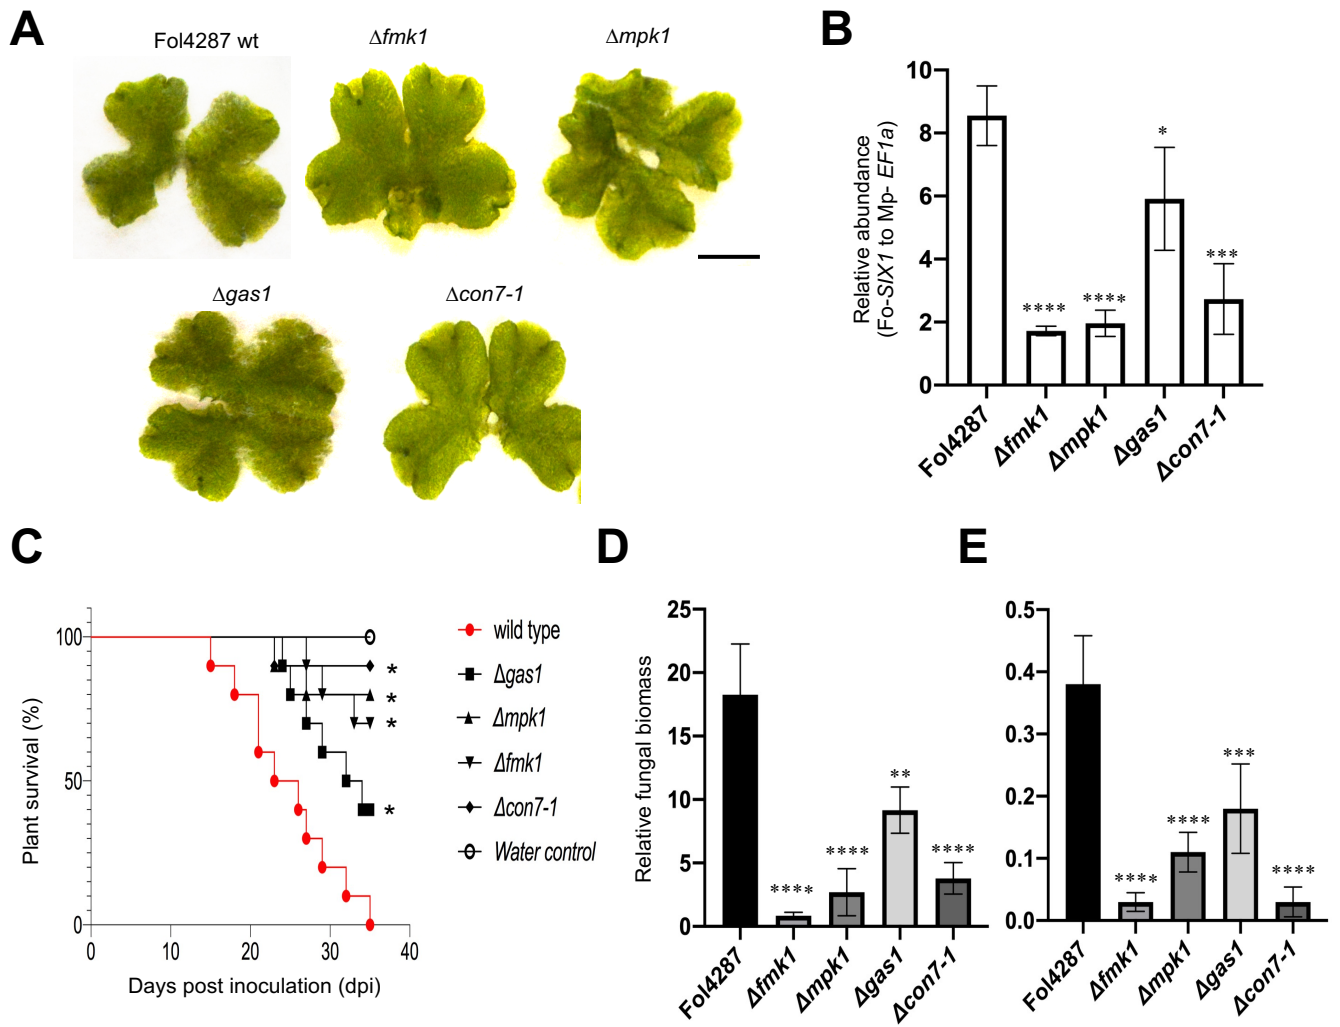 A
Fol4287 wt
Δfmk1
Δmpk1
Δgas1
Δcon7-1
B
Relative abundance
(Fo-SIX1 to Mp- EF1a)
10
8
6
4
2
0
****
****
*
***
Fol4287
Δfmk1
Δmpk1
Δgas1
Δcon7-1
C
Plant survival (%)
100
50
0
0
10
20
30
40
Days post inoculation (dpi)
*
*
*
*
wild type
Δgas1
Δmpk1
Δfmk1
Δcon7-1
Water control
D
Relative fungal biomass
25
20
15
10
5
0
****
****
**
****
Fol4287
Δfmk1
Δmpk1
Δgas1
Δcon7-1
E
0.5
0.4
0.3
0.2
0.1
0.0
****
****
***
****
Fol4287
Δfmk1
Δmpk1
Δgas1
Δcon7-1